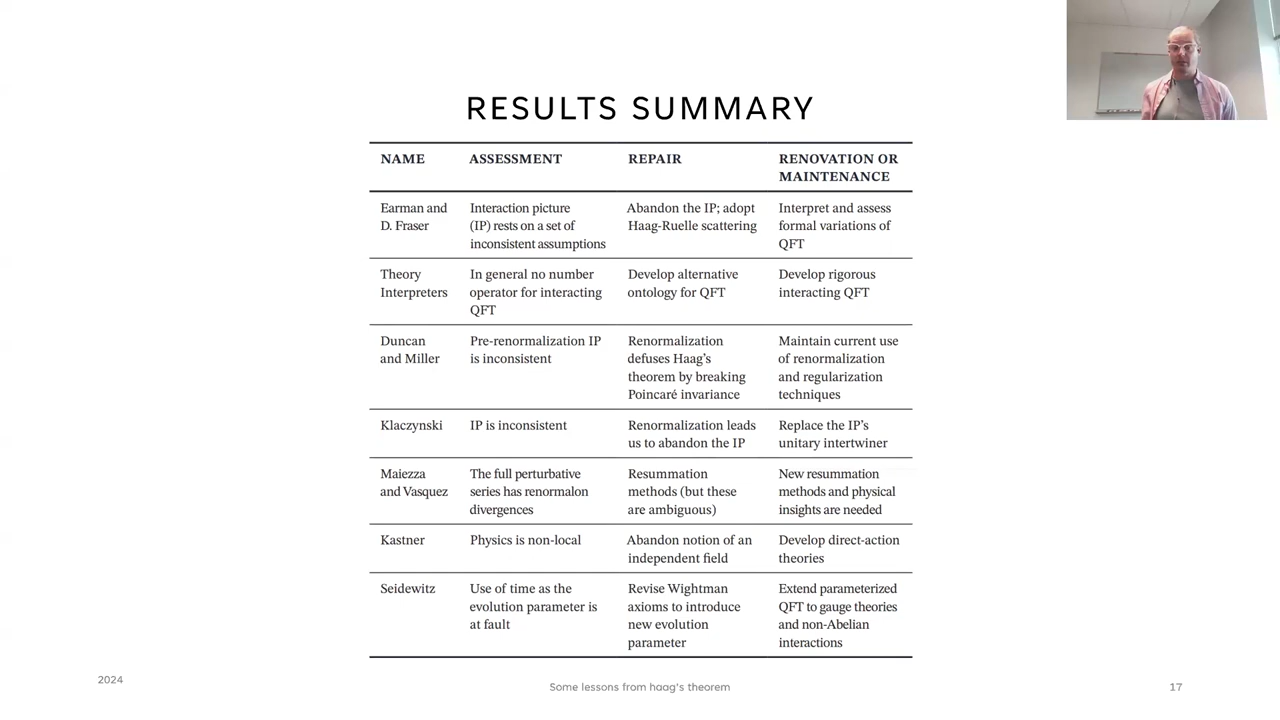 RESULTS SUMMARY
NAME
ASSESSMENT
REPAIR
RENOVATION OR
MAINTENANCE
Earman and
D. Fraser
Interaction picture
(IP) rests on a set of
inconsistent assumptions
Abandon the IP; adopt
Haag-Ruelle scattering
Interpret and assess
formal variations of
QFT
Theory
Interpreters
In general no number
operator for interacting
QFT
Develop alternative
ontology for QFT
Develop rigorous
interacting QFT
Duncan
and Miller
Pre-renormalization IP
is inconsistent
Renormalization
defuses Haag’s
theorem by breaking
Poincaré invariance
Maintain current use
of renormalization
and regularization
techniques
Klaczynski
IP is inconsistent
Renormalization leads
us to abandon the IP
Replace the IP’s
unitary intertwiner
Maiezza
and Vasquez
The full perturbative
series has renormalon
divergences
Resummation
methods (but these
are ambiguous)
New resummation
methods and physical
insights are needed
Kastner
Physics is non-local
Abandon notion of an
independent field
Develop direct-action
theories
Seidewitz
Use of time as the
evolution parameter is
at fault
Revise Wightman
axioms to introduce
new evolution
parameter
Extend parameterized
QFT to gauge theories
and non-Abelian
interactions
2024
Some lessons from haag's theorem
17